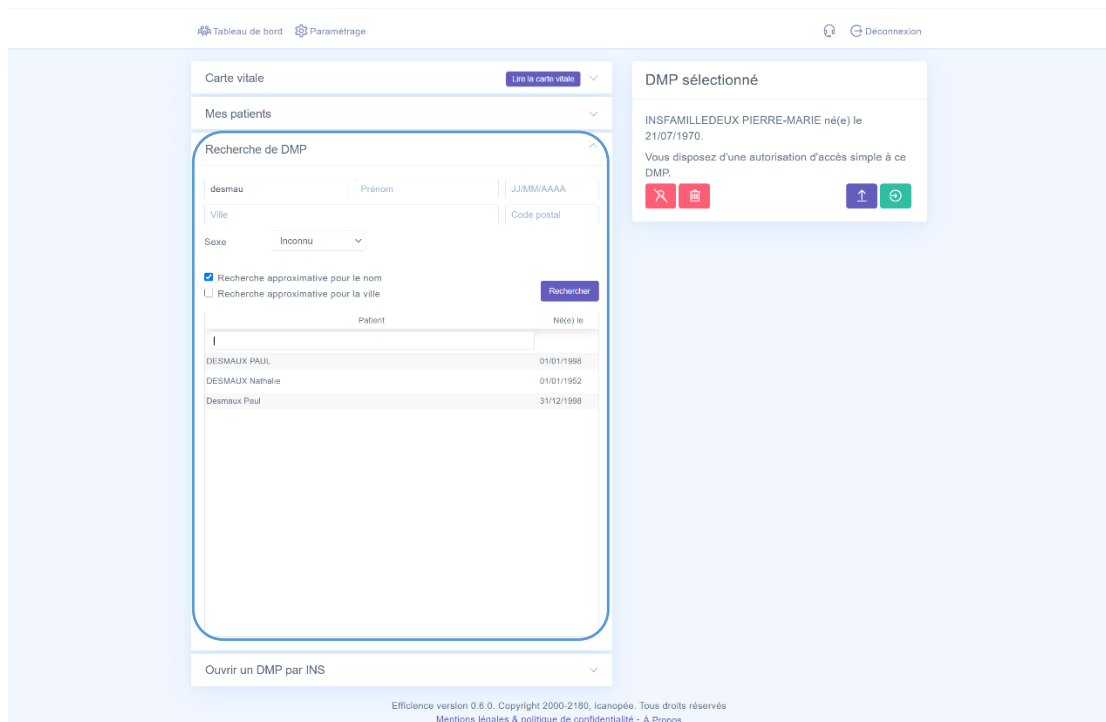 Tableau de bord Paramétrage Déconnexion
Carte vitale Lire la carte vitale
Mes patients
Recherche de DMP
desmau Prénom JJ/MM/AAAA
Ville Code postal
Sexe Inconnu
Recherche approximative pour le nom
Recherche approximative pour la ville
Rechercher
Patient Né(e) le
DESMAUX PAUL 01/01/1998
DESMAUX Nathalie 01/01/1952
Desmaux Paul 31/12/1998
Ouvrir un DMP par INS
DMP sélectionné
INSFAMILLEDEUX PIERRE-MARIE né(e) le
21/07/1970.
Vous disposez d'une autorisation d'accès simple à ce
DMP.
Efficience version 0.6.0. Copyright 2000-2180, Icanopée. Tous droits réservés
Mentions légales & politique de confidentialité - À Propos